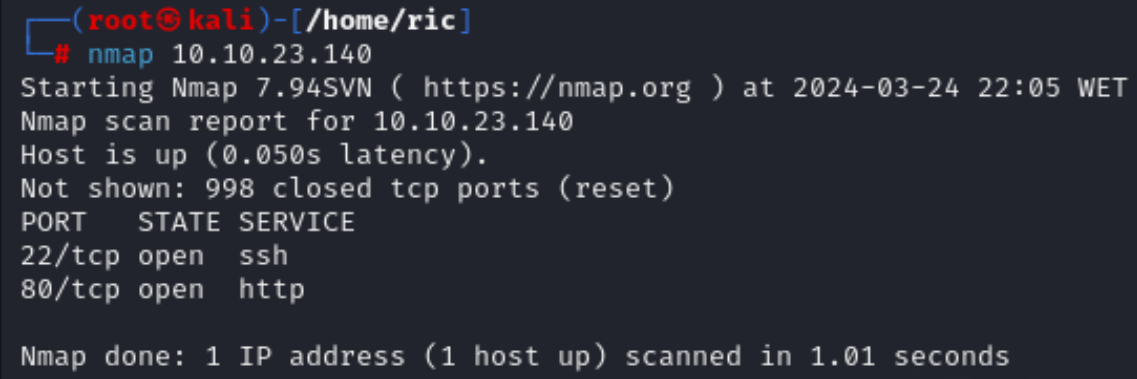 ┌──(root㉿kali)-[/home/ric]
└─# nmap 10.10.23.140
Starting Nmap 7.94SVN ( https://nmap.org ) at 2024-03-24 22:05 WET
Nmap scan report for 10.10.23.140
Host is up (0.050s latency).
Not shown: 998 closed tcp ports (reset)
PORT   STATE SERVICE
22/tcp open  ssh
80/tcp open  http

Nmap done: 1 IP address (1 host up) scanned in 1.01 seconds